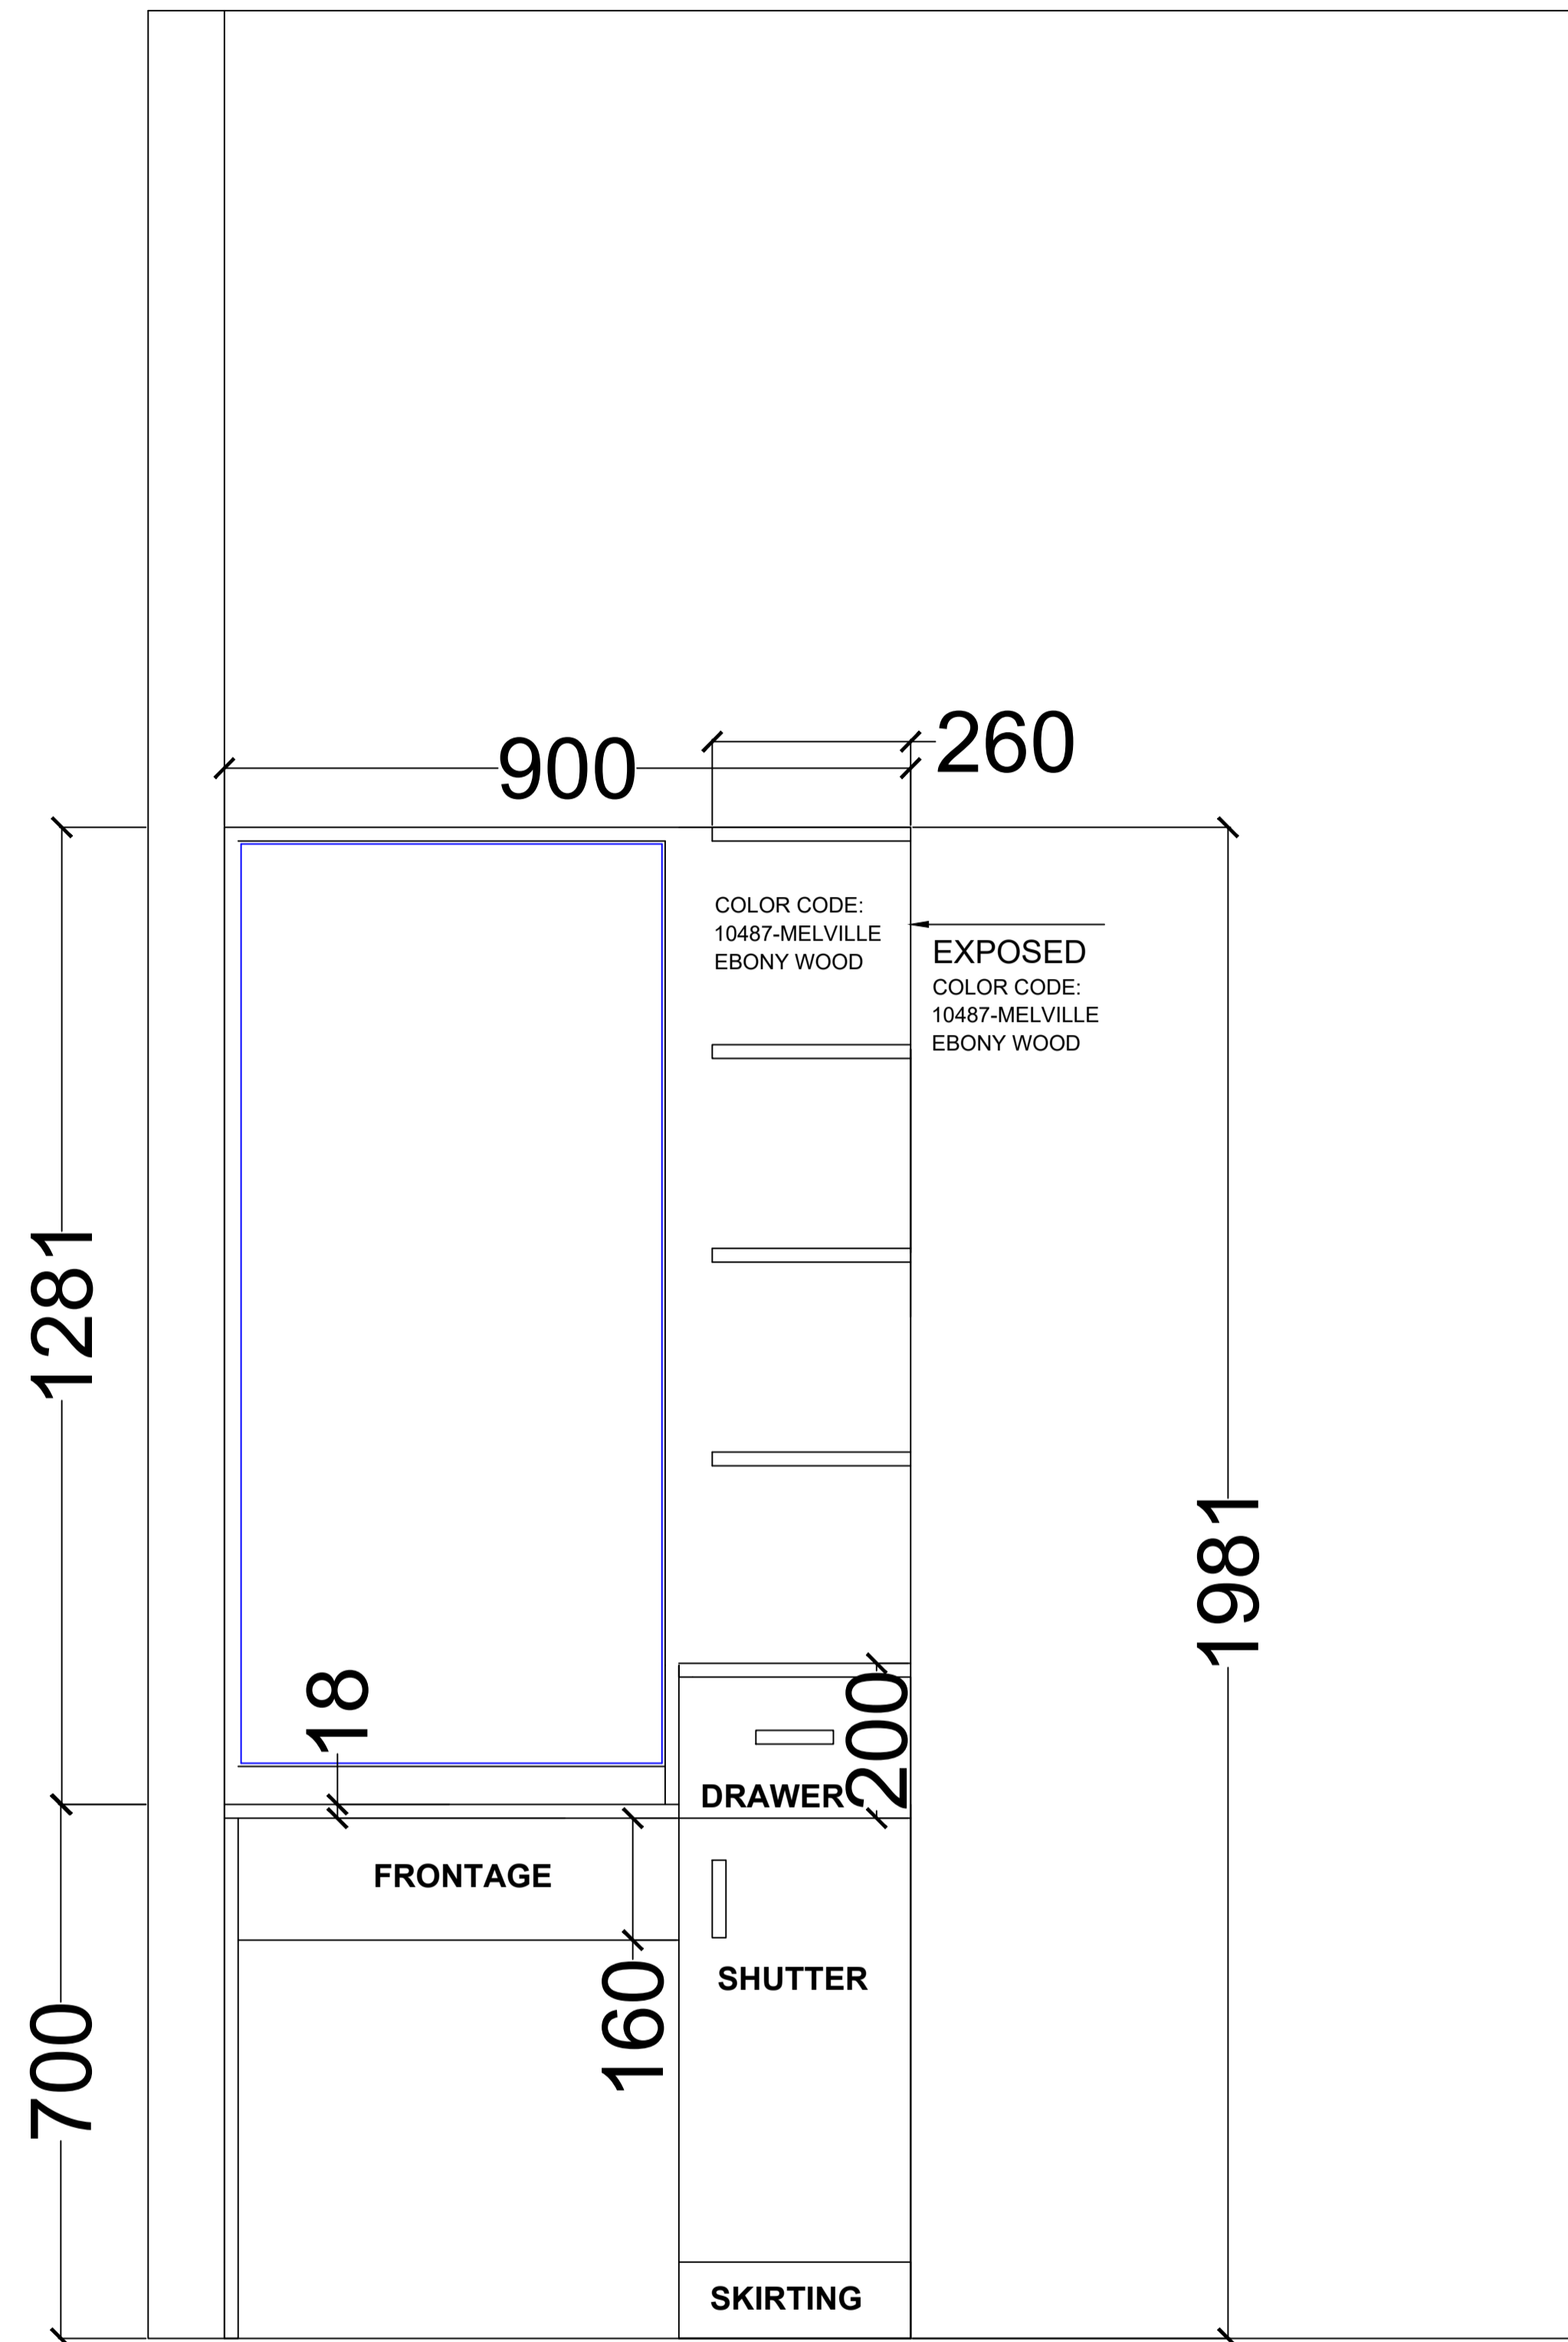 260
900
COLOR CODE:
10487-MELVILLE
EBONY WOOD
EXPOSED
COLOR CODE:
10487-MELVILLE
EBONY WOOD
1281
1981
18
200
DRAWER
FRONTAGE
SHUTTER
160
700
SKIRTING